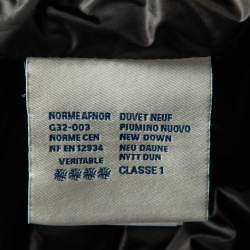 NORME AFNOR
G32-003
NORME CEN
NF EN 12934
VERITABLE
DUVET NEUF
PIUMINO NUOVO
NEW DOWN
NEU DAUNE
NYTT DUN
CLASSE 1